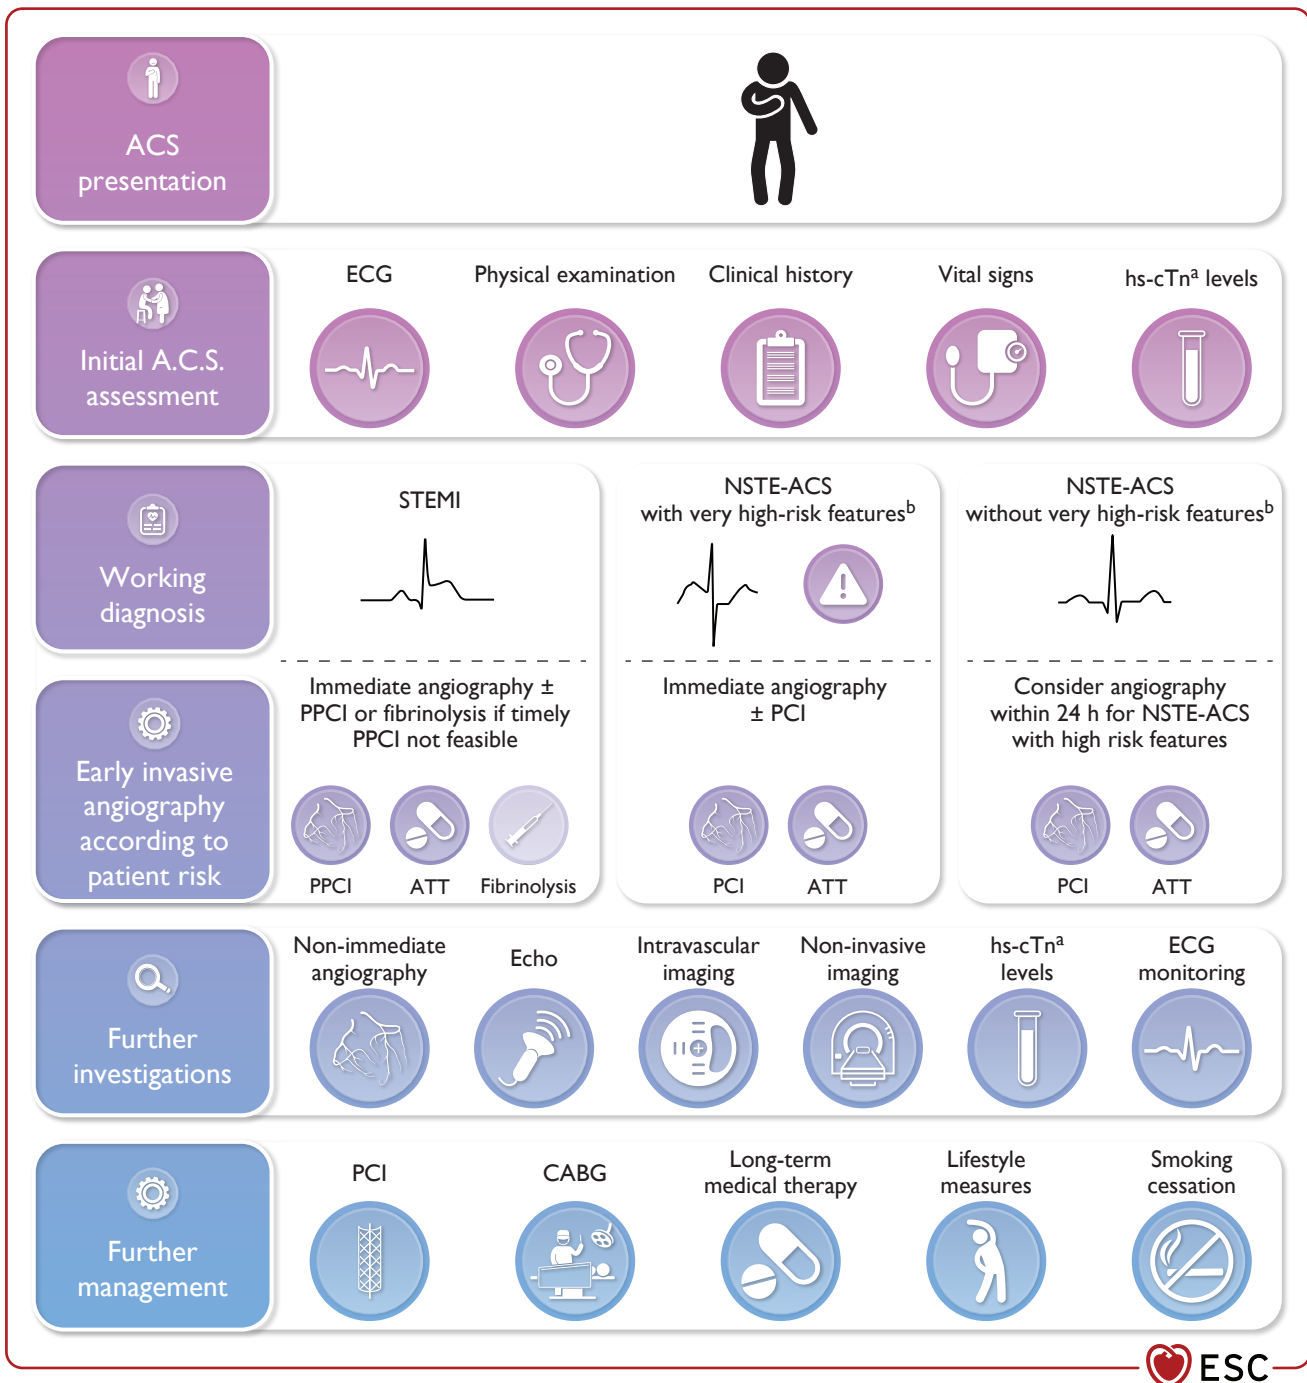 ACS
presentation
Initial A.C.S.
assessment
ECG
Physical examination
Clinical history
Vital signs
hs-cTnᵃ levels
Working
diagnosis
STEMI
NSTE-ACS
with very high-risk featuresᵇ
NSTE-ACS
without very high-risk featuresᵇ
Early invasive
angiography
according to
patient risk
Immediate angiography ±
PPCI or fibrinolysis if timely
PPCI not feasible
PPCI
ATT
Fibrinolysis
Immediate angiography
± PCI
PCI
ATT
Consider angiography
within 24 h for NSTE-ACS
with high risk features
PCI
ATT
Further
investigations
Non-immediate
angiography
Echo
Intravascular
imaging
Non-invasive
imaging
hs-cTnᵃ
levels
ECG
monitoring
Further
management
PCI
CABG
Long-term
medical therapy
Lifestyle
measures
Smoking
cessation
ESC